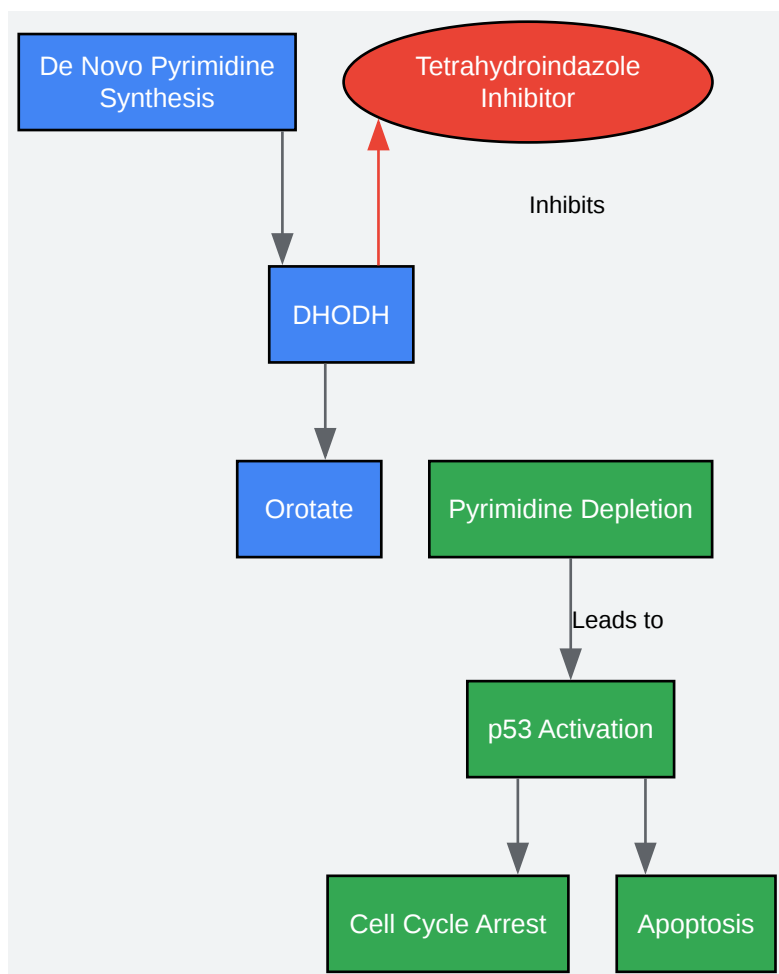 De Novo Pyrimidine
Synthesis
Tetrahydroindazole
Inhibitor
Inhibits
DHODH
Orotate
Pyrimidine Depletion
Leads to
p53 Activation
Cell Cycle Arrest
Apoptosis